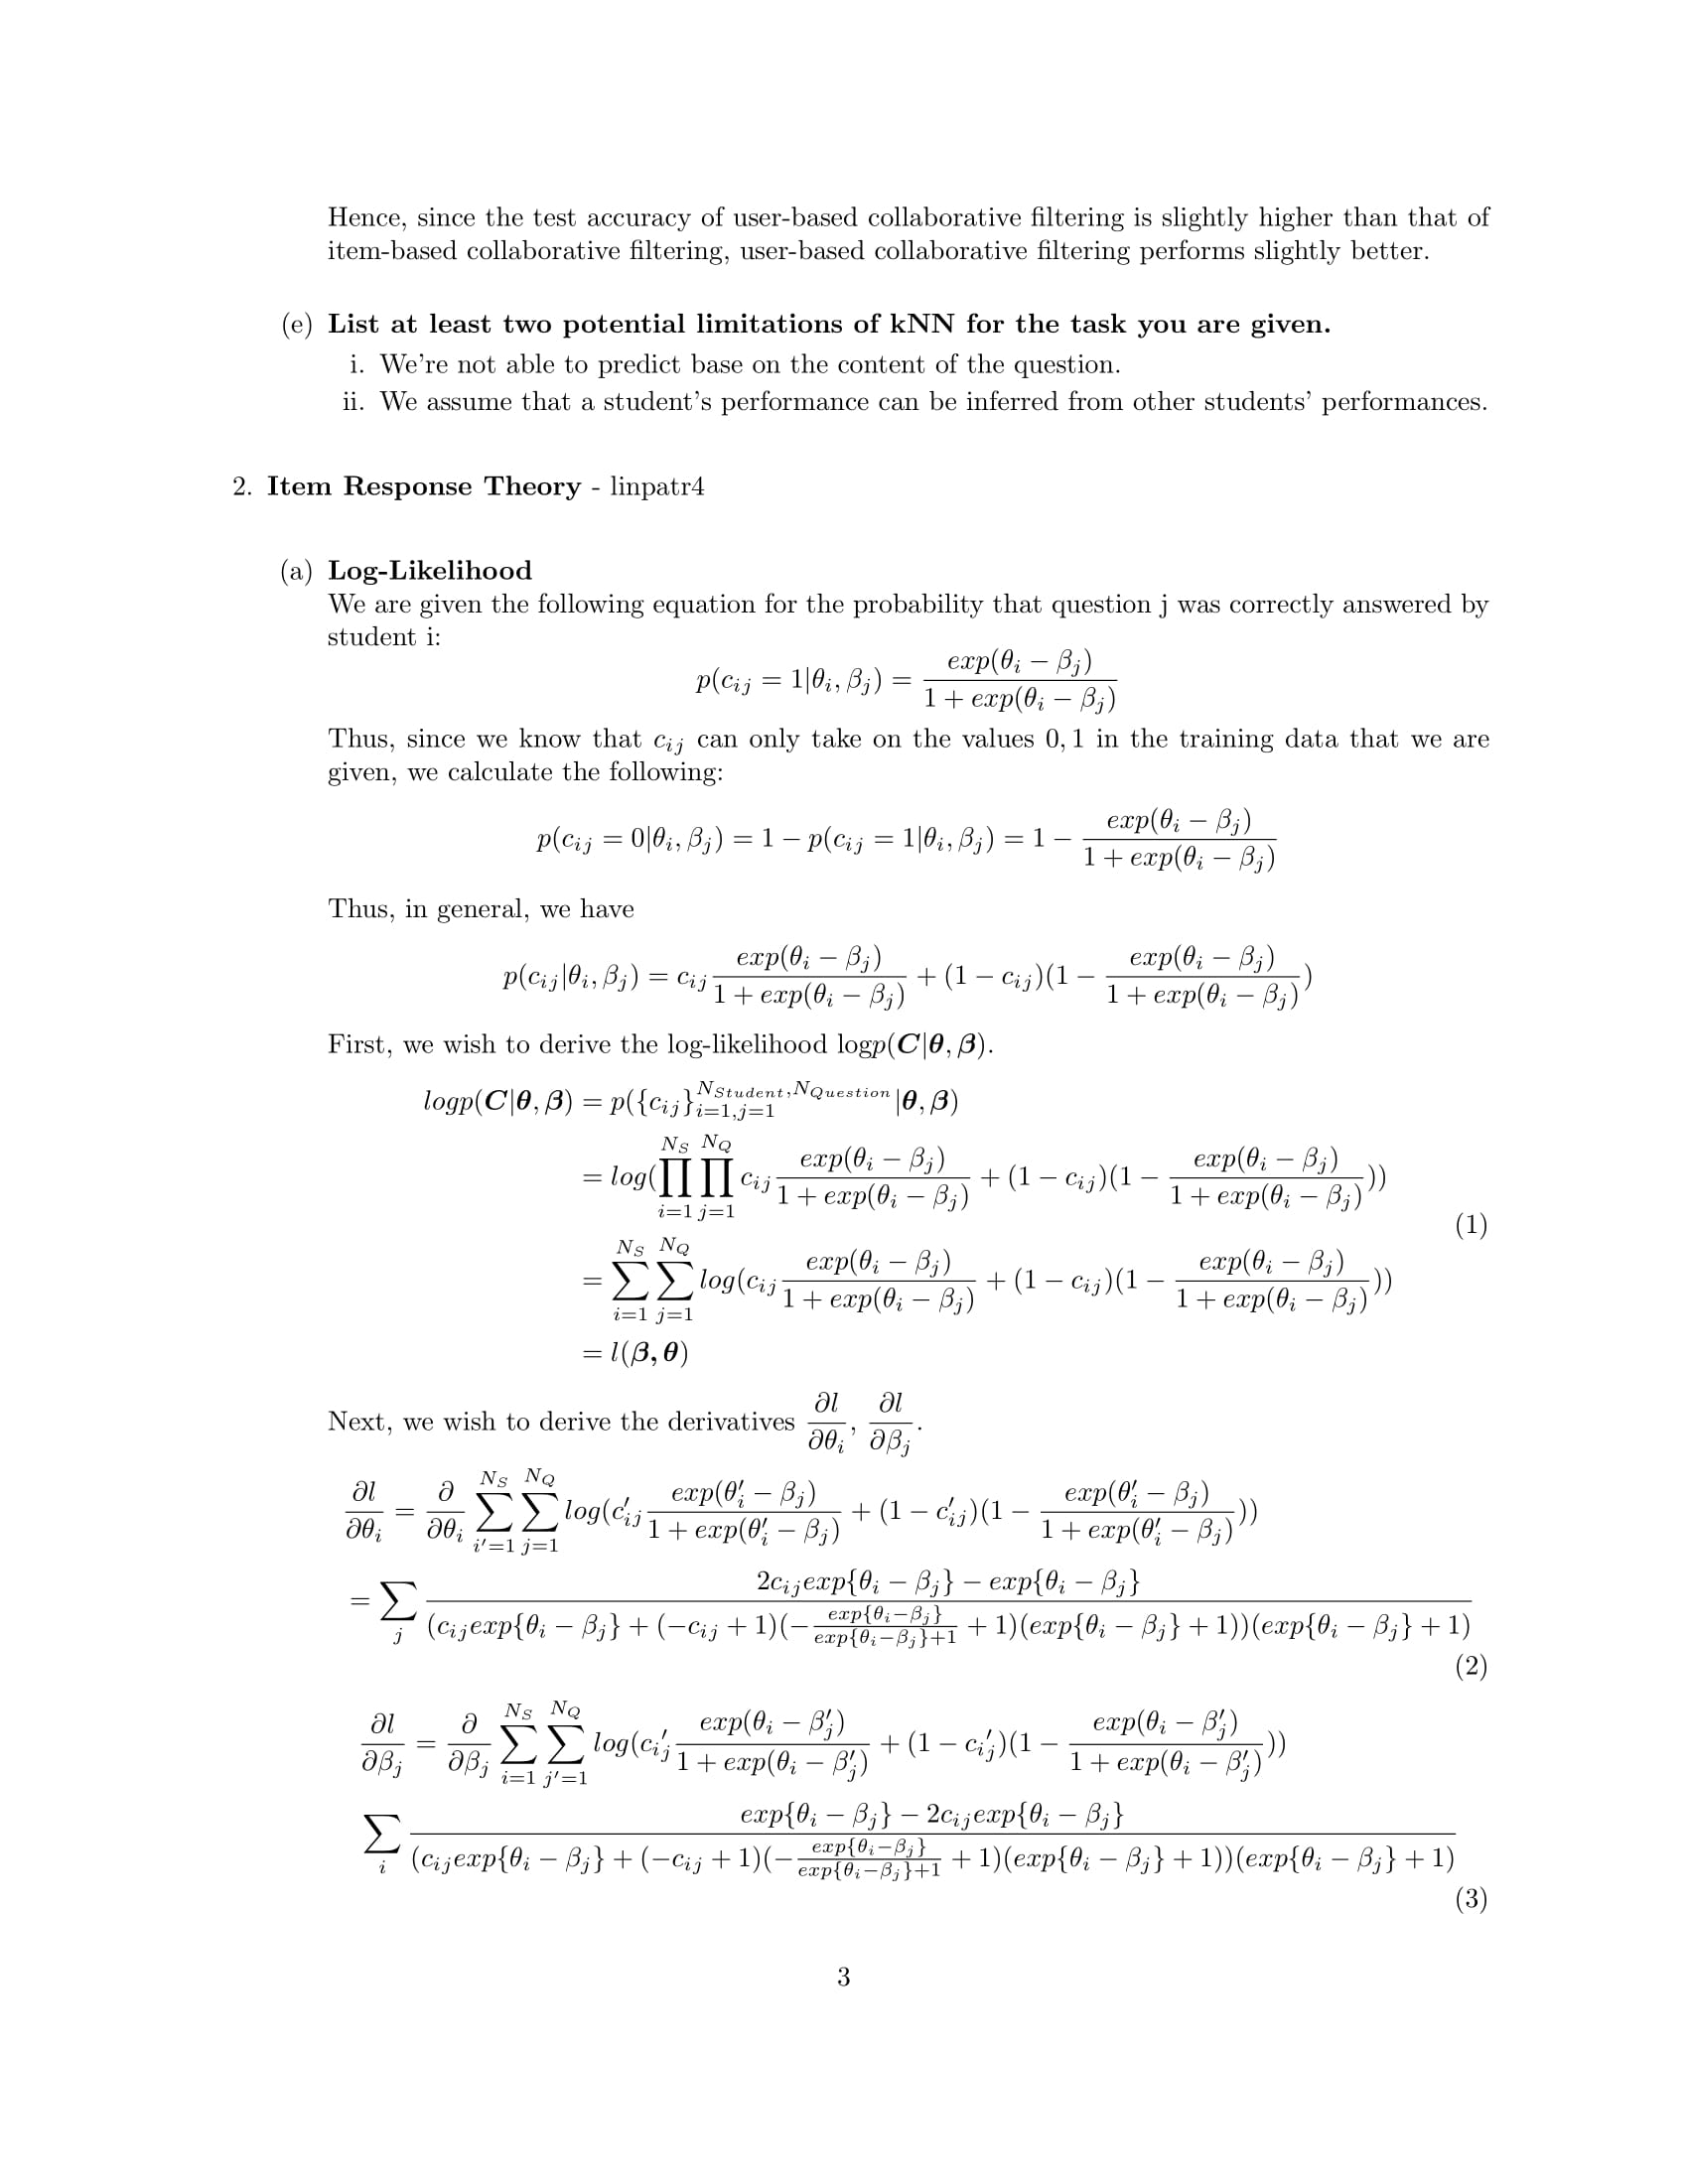 Hence, since the test accuracy of user-based collaborative filtering is slightly higher than that of
item-based collaborative filtering, user-based collaborative filtering performs slightly better.
(e) List at least two potential limitations of kNN for the task you are given.
i. We're not able to predict base on the content of the question.
ii. We assume that a student's performance can be inferred from other students' performances.
2. Item Response Theory - linpatr4
(a) Log-Likelihood
We are given the following equation for the probability that question j was correctly answered by
student i:
$p(c_{ij} = 1|\theta_i, \beta_j) = \frac{exp(\theta_i - \beta_j)}{1 + exp(\theta_i - \beta_j)}$
Thus, since we know that $c_{ij}$ can only take on the values 0, 1 in the training data that we are
given, we calculate the following:
$p(c_{ij} = 0|\theta_i, \beta_j) = 1 - p(c_{ij} = 1|\theta_i, \beta_j) = 1 - \frac{exp(\theta_i - \beta_j)}{1 + exp(\theta_i - \beta_j)}$
Thus, in general, we have
$p(c_{ij}|\theta_i, \beta_j) = c_{ij}\frac{exp(\theta_i - \beta_j)}{1 + exp(\theta_i - \beta_j)} + (1 - c_{ij})(1 - \frac{exp(\theta_i - \beta_j)}{1 + exp(\theta_i - \beta_j)})$
First, we wish to derive the log-likelihood $\log p(\boldsymbol{C}|\boldsymbol{\theta}, \boldsymbol{\beta})$.
$logp(\boldsymbol{C}|\boldsymbol{\theta}, \boldsymbol{\beta}) = p(\{c_{ij}\}_{i=1,j=1}^{N_{Student},N_{Question}}|\boldsymbol{\theta}, \boldsymbol{\beta})$
$= log(\prod_{i=1}^{N_S}\prod_{j=1}^{N_Q} c_{ij}\frac{exp(\theta_i - \beta_j)}{1 + exp(\theta_i - \beta_j)} + (1 - c_{ij})(1 - \frac{exp(\theta_i - \beta_j)}{1 + exp(\theta_i - \beta_j)}))$
(1)
$= \sum_{i=1}^{N_S}\sum_{j=1}^{N_Q} log(c_{ij}\frac{exp(\theta_i - \beta_j)}{1 + exp(\theta_i - \beta_j)} + (1 - c_{ij})(1 - \frac{exp(\theta_i - \beta_j)}{1 + exp(\theta_i - \beta_j)}))$
$= l(\boldsymbol{\beta, \theta})$
Next, we wish to derive the derivatives $\frac{\partial l}{\partial \theta_i}$, $\frac{\partial l}{\partial \beta_j}$.
$\frac{\partial l}{\partial \theta_i} = \frac{\partial}{\partial \theta_i}\sum_{i'=1}^{N_S}\sum_{j=1}^{N_Q} log(c'_{ij}\frac{exp(\theta'_i - \beta_j)}{1 + exp(\theta'_i - \beta_j)} + (1 - c'_{ij})(1 - \frac{exp(\theta'_i - \beta_j)}{1 + exp(\theta'_i - \beta_j)}))$
$= \sum_j \frac{2c_{ij}exp\{\theta_i - \beta_j\} - exp\{\theta_i - \beta_j\}}{(c_{ij}exp\{\theta_i - \beta_j\} + (-c_{ij} + 1)(-\frac{exp\{\theta_i - \beta_j\}}{exp\{\theta_i - \beta_j\} + 1} + 1)(exp\{\theta_i - \beta_j\} + 1))(exp\{\theta_i - \beta_j\} + 1)}$
(2)
$\frac{\partial l}{\partial \beta_j} = \frac{\partial}{\partial \beta_j}\sum_{i=1}^{N_S}\sum_{j'=1}^{N_Q} log(c_{i'j}\frac{exp(\theta_i - \beta'_j)}{1 + exp(\theta_i - \beta'_j)} + (1 - c_{i'j})(1 - \frac{exp(\theta_i - \beta'_j)}{1 + exp(\theta_i - \beta'_j)}))$
$\sum_i \frac{exp\{\theta_i - \beta_j\} - 2c_{ij}exp\{\theta_i - \beta_j\}}{(c_{ij}exp\{\theta_i - \beta_j\} + (-c_{ij} + 1)(-\frac{exp\{\theta_i - \beta_j\}}{exp\{\theta_i - \beta_j\} + 1} + 1)(exp\{\theta_i - \beta_j\} + 1))(exp\{\theta_i - \beta_j\} + 1)}$
(3)
3